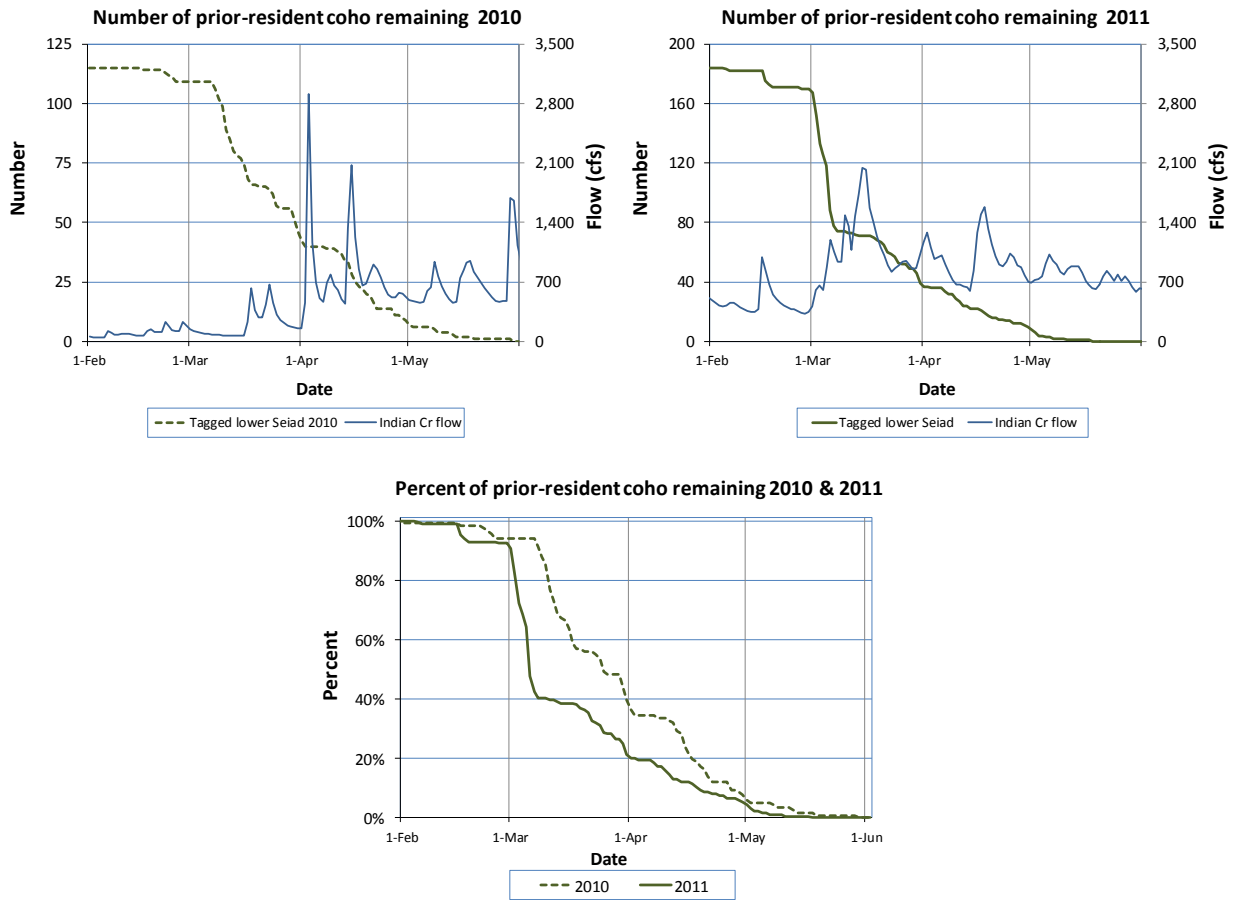 Number of prior-resident coho remaining 2010
125
100
75
50
25
0
3,500
2,800
2,100
1,400
700
0
Number
Flow (cfs)
1-Feb
1-Mar
1-Apr
1-May
Date
Tagged lower Seiad 2010
Indian Cr flow
Number of prior-resident coho remaining 2011
200
160
120
80
40
0
3,500
2,800
2,100
1,400
700
0
Number
Flow (cfs)
1-Feb
1-Mar
1-Apr
1-May
Date
Tagged lower Seiad
Indian Cr flow
Percent of prior-resident coho remaining 2010 & 2011
100%
80%
60%
40%
20%
0%
Percent
1-Feb
1-Mar
1-Apr
1-May
1-Jun
Date
2010
2011